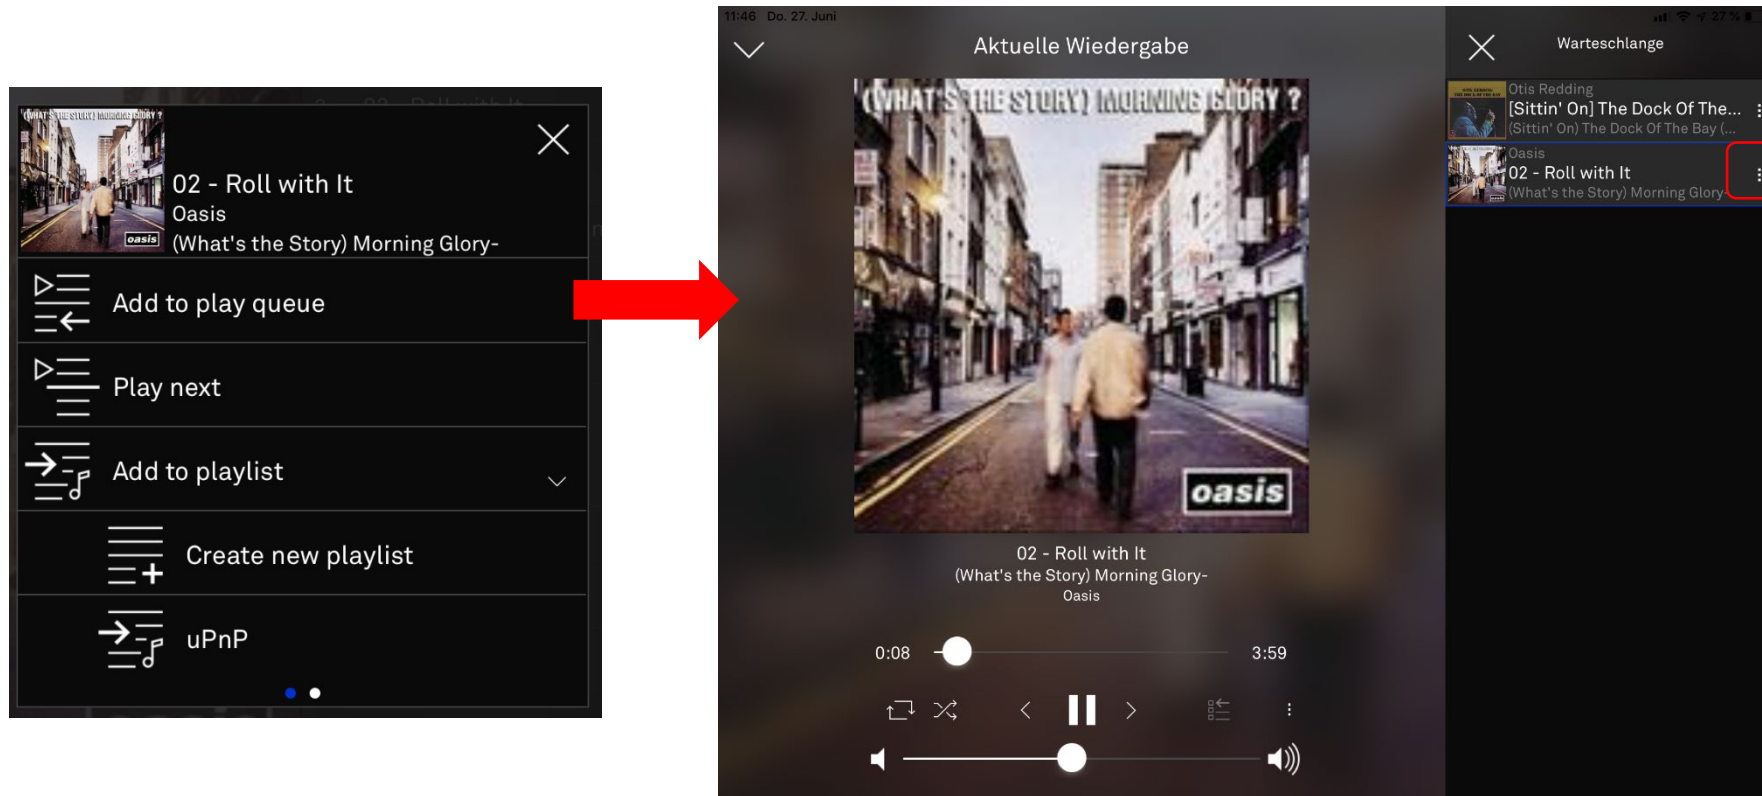 (WHAT'S THE STORY) MORNING GLORY ?
02 - Roll with It
Oasis
(What's the Story) Morning Glory-
oasis
Add to play queue
Play next
Add to playlist
Create new playlist
uPnP
11:46 Do. 27. Juni
27 %
Aktuelle Wiedergabe
(WHAT'S THE STORY) MORNING GLORY ?
oasis
02 - Roll with It
(What's the Story) Morning Glory-
Oasis
0:08
3:59
Warteschlange
Otis Redding
[Sittin' On] The Dock Of The...
(Sittin' On) The Dock Of The Bay (...
Oasis
02 - Roll with It
(What's the Story) Morning Glory-